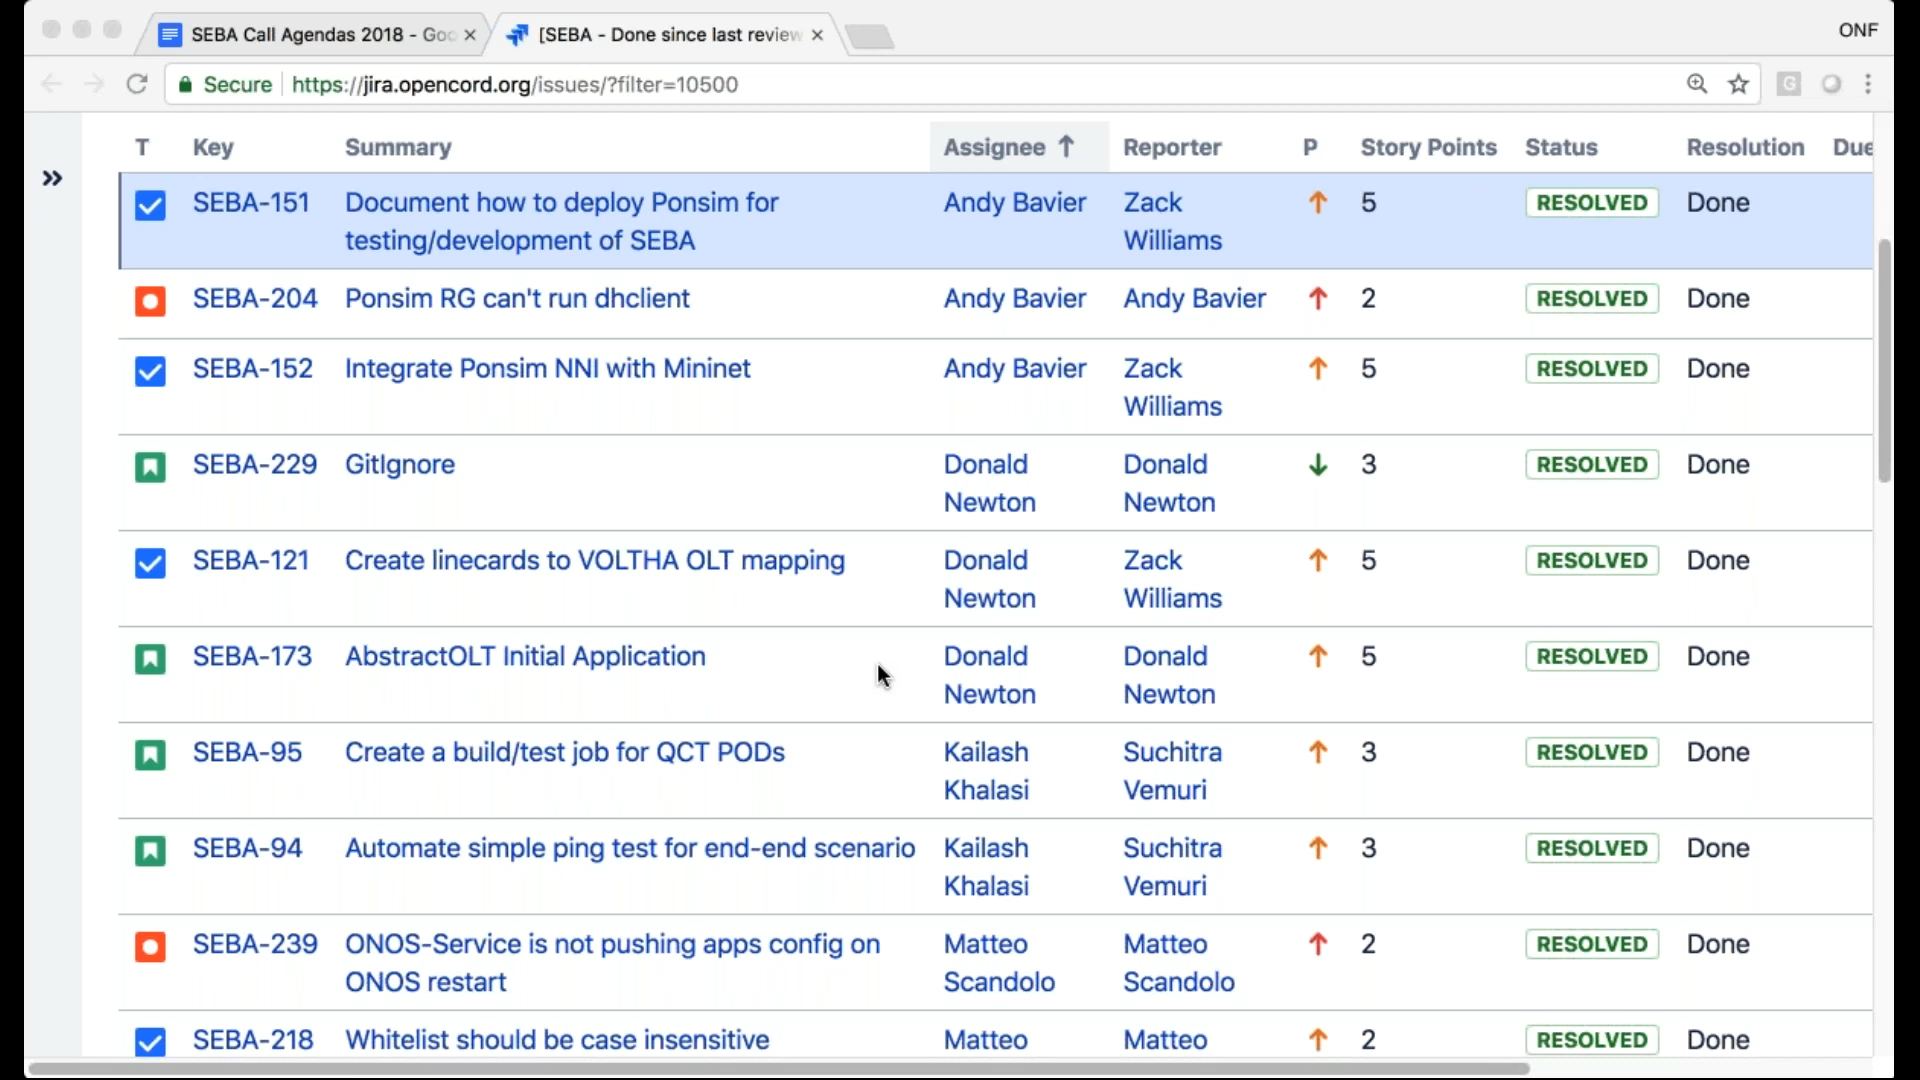 SEBA Call Agendas 2018 - Goo
[SEBA - Done since last review
ONF
Secure
https://jira.opencord.org/issues/?filter=10500
T Key Summary Assignee ↑ Reporter P Story Points Status Resolution Due
SEBA-151 Document how to deploy Ponsim for Andy Bavier Zack 5 RESOLVED Done
testing/development of SEBA Williams
SEBA-204 Ponsim RG can't run dhclient Andy Bavier Andy Bavier 2 RESOLVED Done
SEBA-152 Integrate Ponsim NNI with Mininet Andy Bavier Zack 5 RESOLVED Done
Williams
SEBA-229 GitIgnore Donald Donald 3 RESOLVED Done
Newton Newton
SEBA-121 Create linecards to VOLTHA OLT mapping Donald Zack 5 RESOLVED Done
Newton Williams
SEBA-173 AbstractOLT Initial Application Donald Donald 5 RESOLVED Done
Newton Newton
SEBA-95 Create a build/test job for QCT PODs Kailash Suchitra 3 RESOLVED Done
Khalasi Vemuri
SEBA-94 Automate simple ping test for end-end scenario Kailash Suchitra 3 RESOLVED Done
Khalasi Vemuri
SEBA-239 ONOS-Service is not pushing apps config on Matteo Matteo 2 RESOLVED Done
ONOS restart Scandolo Scandolo
SEBA-218 Whitelist should be case insensitive Matteo Matteo 2 RESOLVED Done